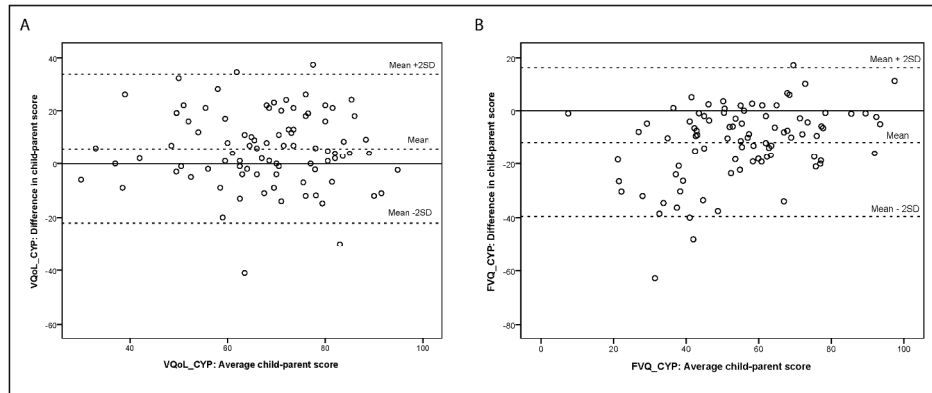 A
VQoL_CYP: Difference in child-parent score
40
20
0
-20
-40
-60
Mean +2SD
Mean
Mean -2SD
40
60
80
100
VQoL_CYP: Average child-parent score
B
FVQ_CYP: Difference in child-parent score
20
0
-20
-40
-60
-80
Mean + 2SD
Mean
Mean - 2SD
0
20
40
60
80
100
FVQ_CYP: Average child-parent score